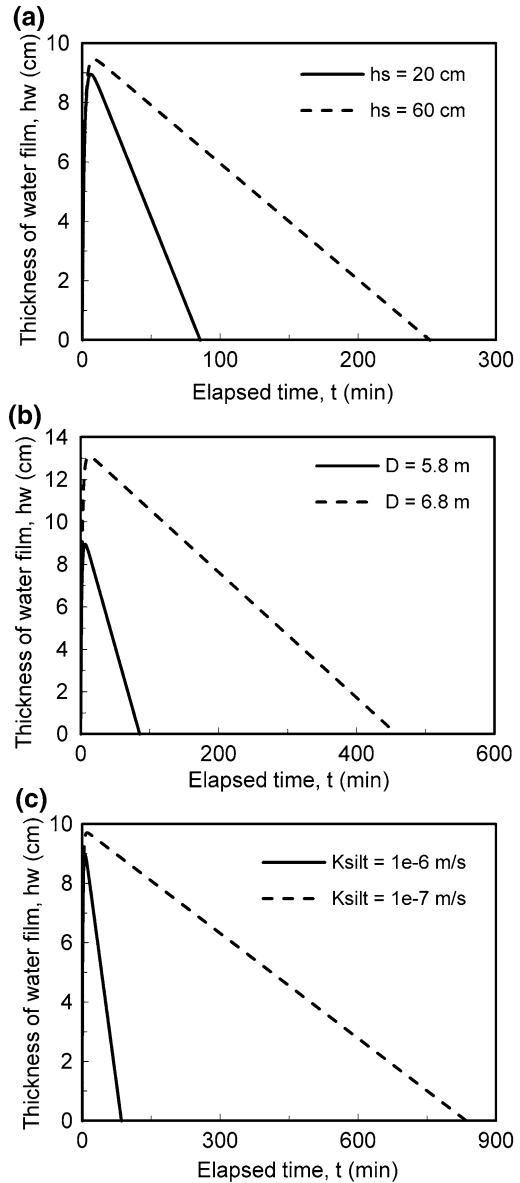 (a)
10
8
6
4
2
0
Thickness of water film, hw (cm)
hs = 20 cm
hs = 60 cm
0 100 200 300
Elapsed time, t (min)
(b)
14
12
10
8
6
4
2
0
Thickness of water film, hw (cm)
D = 5.8 m
D = 6.8 m
0 200 400 600
Elapsed time, t (min)
(c)
10
8
6
4
2
0
Thickness of water film, hw (cm)
Ksilt = 1e-6 m/s
Ksilt = 1e-7 m/s
0 300 600 900
Elapsed time, t (min)